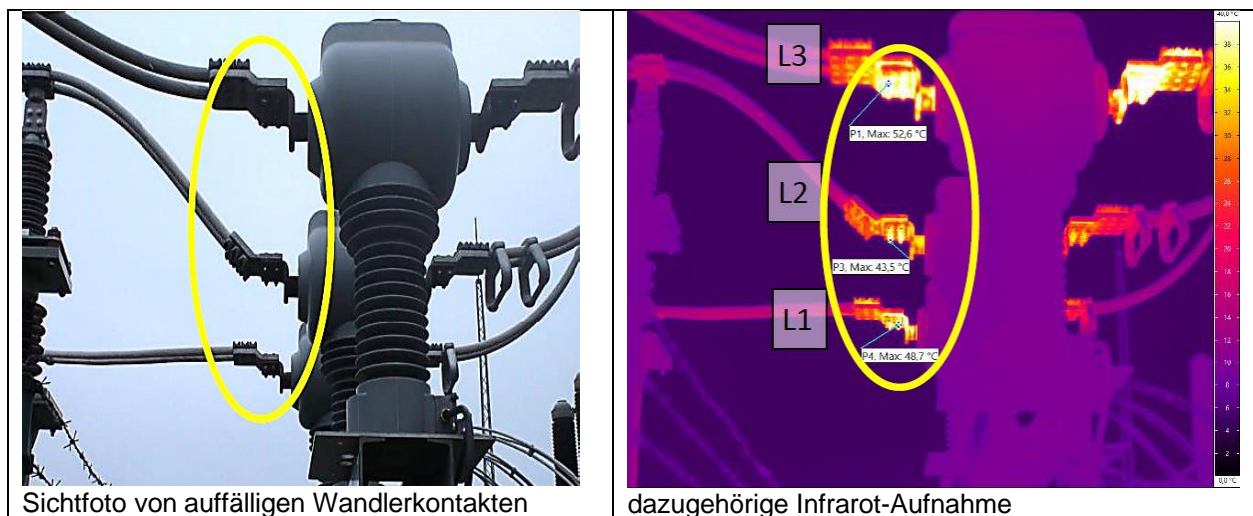 Sichtfoto von auffälligen Wandlerkontakten
L3
P1, Max: 52,6 °C
L2
P3, Max: 43,5 °C
L1
P4, Max: 48,7 °C
40,0 °C
38
36
34
32
30
28
26
24
22
20
18
16
14
12
10
8
6
4
2
0,0 °C
dazugehörige Infrarot-Aufnahme